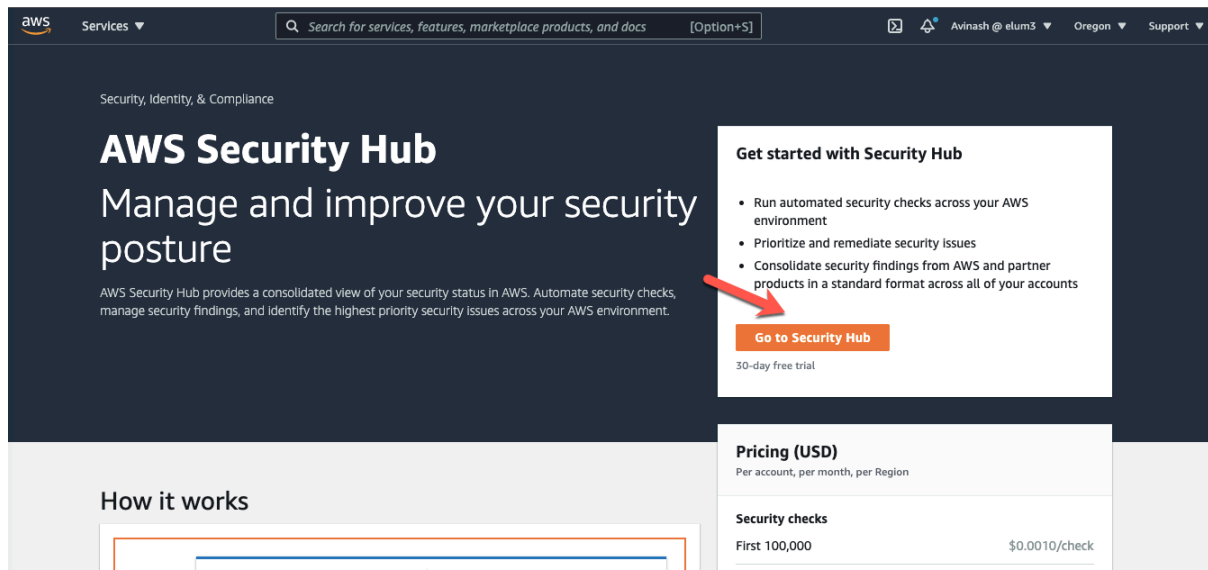 aws
Services ▼
Search for services, features, marketplace products, and docs [Option+S]
Avinash @ elum3 ▼
Oregon ▼
Support ▼
Security, Identity, & Compliance
AWS Security Hub
Manage and improve your security
posture
AWS Security Hub provides a consolidated view of your security status in AWS. Automate security checks,
manage security findings, and identify the highest priority security issues across your AWS environment.
Get started with Security Hub
• Run automated security checks across your AWS
environment
• Prioritize and remediate security issues
• Consolidate security findings from AWS and partner
products in a standard format across all of your accounts
Go to Security Hub
30-day free trial
Pricing (USD)
Per account, per month, per Region
Security checks
First 100,000 $0.0010/check
How it works